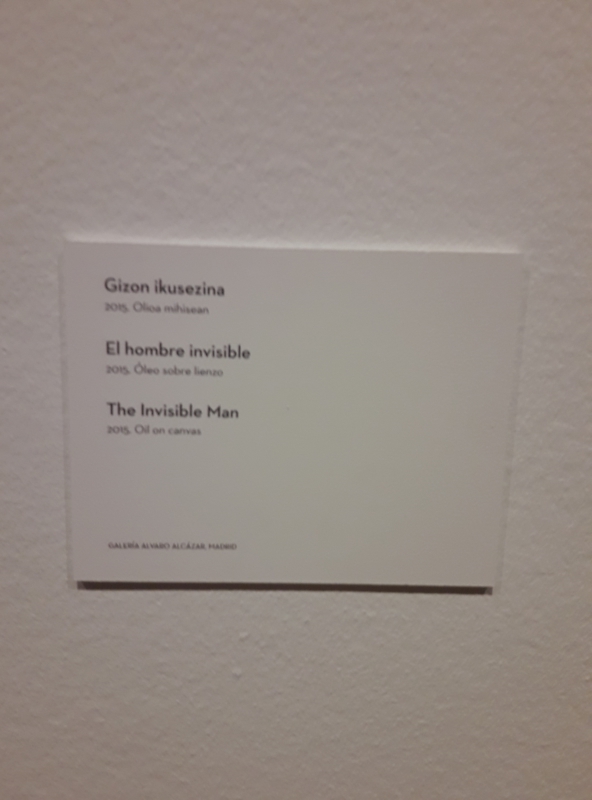 Gizon ikusezina
2015. Olioa mihisean
El hombre invisible
2015. Óleo sobre lienzo
The Invisible Man
2015. Oil on canvas
GALERÍA ALVARO ALCÁZAR, MADRID